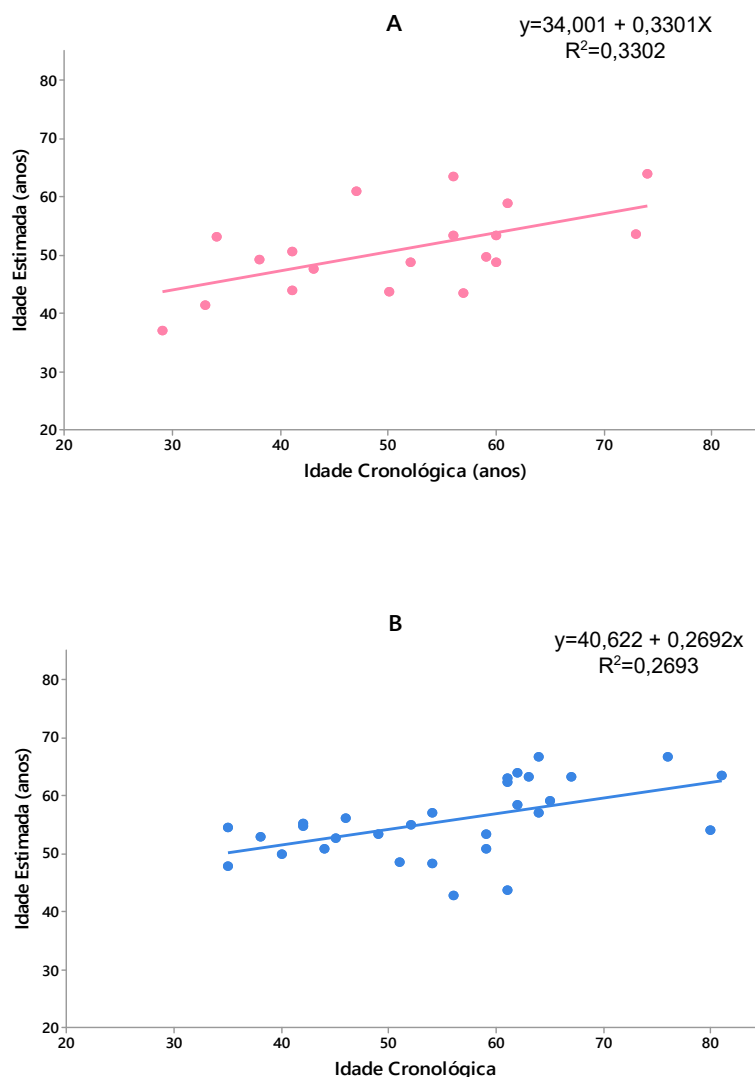 A
y=34,001 + 0,3301X
R²=0,3302
80
70
60
50
40
30
20
Idade Estimada (anos)
20 30 40 50 60 70 80
Idade Cronológica (anos)
B
y=40,622 + 0,2692x
R²=0,2693
80
70
60
50
40
30
20
Idade Estimada (anos)
20 30 40 50 60 70 80
Idade Cronológica